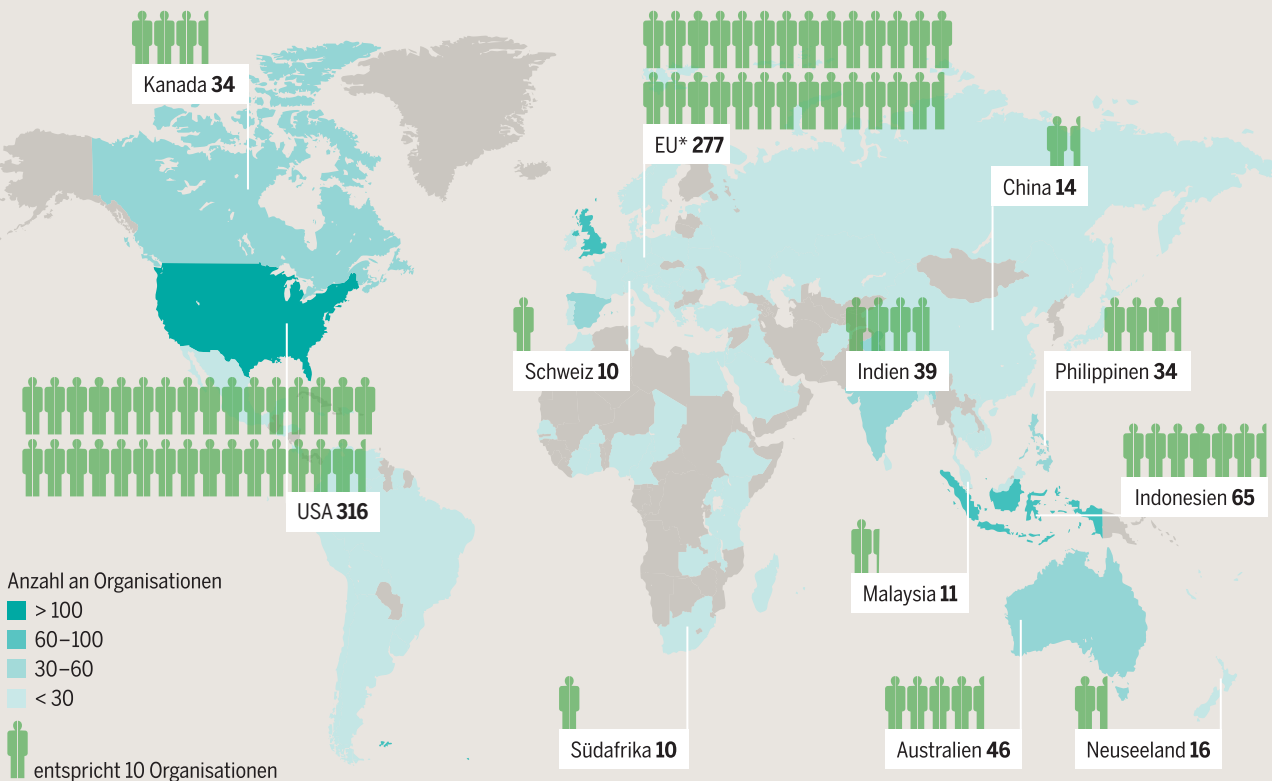 Kanada 34
EU* 277
China 14
Schweiz 10
Indien 39
Philippinen 34
Indonesien 65
USA 316
Malaysia 11
Südafrika 10
Australien 46
Neuseeland 16
Anzahl an Organisationen
> 100
60–100
30–60
< 30
entspricht 10 Organisationen